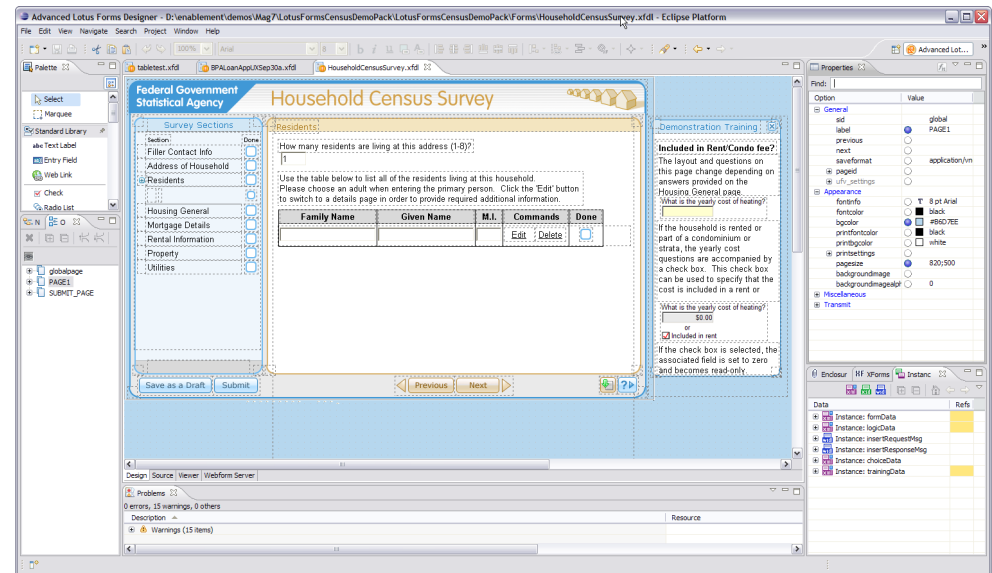 Advanced Lotus Forms Designer - D:\enablement\demos\Mag7\LotusFormsCensusDemoPack\LotusFormsCensusDemoPack\Forms\HouseholdCensusSurvey.xfdl - Eclipse Platform
File Edit View Navigate Search Project Window Help
100% Arial 8
Advanced Lot...
Palette
tabletest.xfdl BPALoanAppUXSep30a.xfdl HouseholdCensusSurvey.xfdl
Select
Marquee
Standard Library
abc Text Label
Entry Field
Web Link
Check
Radio List
globalpage
PAGE1
SUBMIT_PAGE
Federal Government
Statistical Agency
Household Census Survey
Survey Sections
Section Done
Filler Contact Info
Address of Household
Residents
Housing General
Mortgage Details
Rental Information
Property
Utilities
Save as a Draft Submit
Residents
How many residents are living at this address (1-8)?
1
Use the table below to list all of the residents living at this household.
Please choose an adult when entering the primary person. Click the 'Edit' button
to switch to a details page in order to provide required additional information.
Family Name Given Name M.I. Commands Done
Edit Delete
Previous Next
Demonstration Training
Included in Rent/Condo fee?
The layout and questions on
this page change depending on
answers provided on the
Housing General page.
What is the yearly cost of heating?
If the household is rented or
part of a condominium or
strata, the yearly cost
questions are accompanied by
a check box. This check box
can be used to specify that the
cost is included in a rent or
What is the yearly cost of heating?
$0.00
or
Included in rent
If the check box is selected, the
associated field is set to zero
and becomes read-only.
Design Source Viewer Webform Server
Problems
0 errors, 15 warnings, 0 others
Description Resource
Warnings (15 items)
Properties
Find:
Option Value
General
sid global
label PAGE1
previous
next
saveformat application/vn
pageid
ufv_settings
Appearance
fontinfo 8 pt Arial
fontcolor black
bgcolor #B6D7EE
printfontcolor black
printbgcolor white
printsettings
pagesize 820;500
backgroundimage
backgroundimagealph 0
Miscellaneous
Transmit
Enclosur XForms Instanc
Data Refs
Instance: formData
Instance: logicData
Instance: insertRequestMsg
Instance: insertResponseMsg
Instance: choiceData
Instance: trainingData